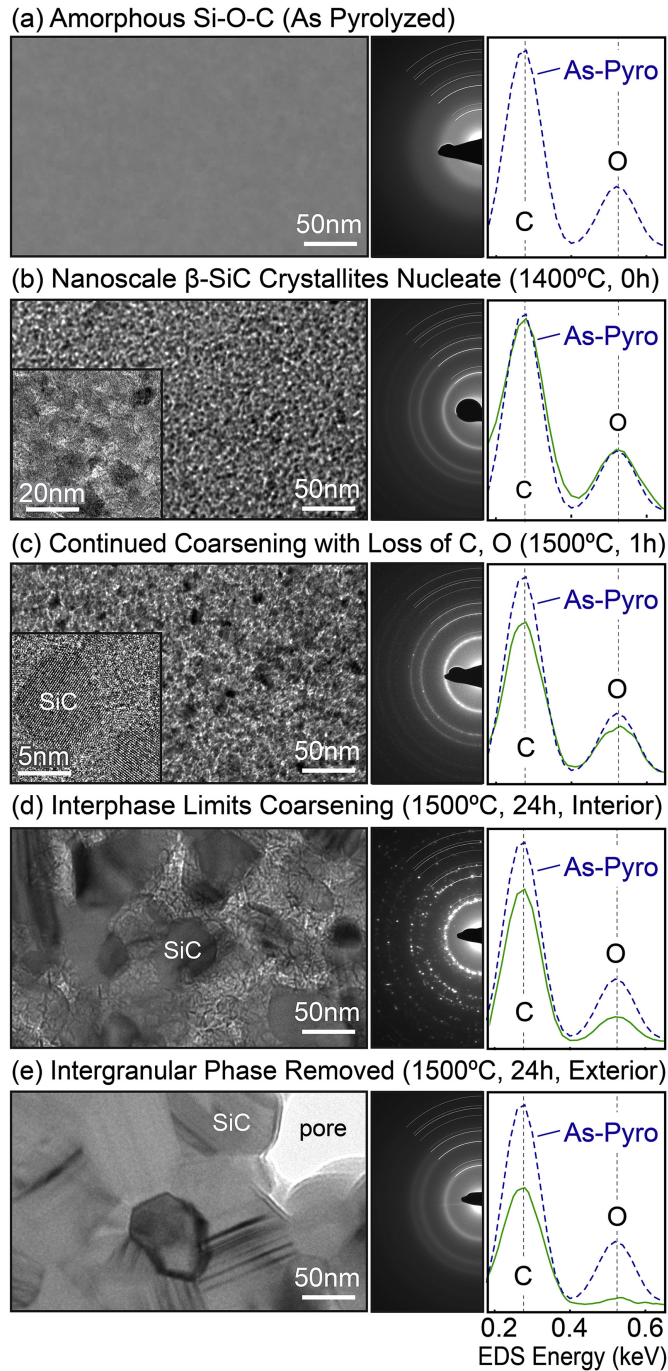 (a) Amorphous Si-O-C (As Pyrolyzed)
50nm
As-Pyro
O
C
(b) Nanoscale β-SiC Crystallites Nucleate (1400ºC, 0h)
20nm
50nm
As-Pyro
O
C
(c) Continued Coarsening with Loss of C, O (1500ºC, 1h)
SiC
5nm
50nm
As-Pyro
O
C
(d) Interphase Limits Coarsening (1500ºC, 24h, Interior)
SiC
50nm
As-Pyro
O
C
(e) Intergranular Phase Removed (1500ºC, 24h, Exterior)
SiC
pore
50nm
As-Pyro
O
C
0.2 0.4 0.6
EDS Energy (keV)